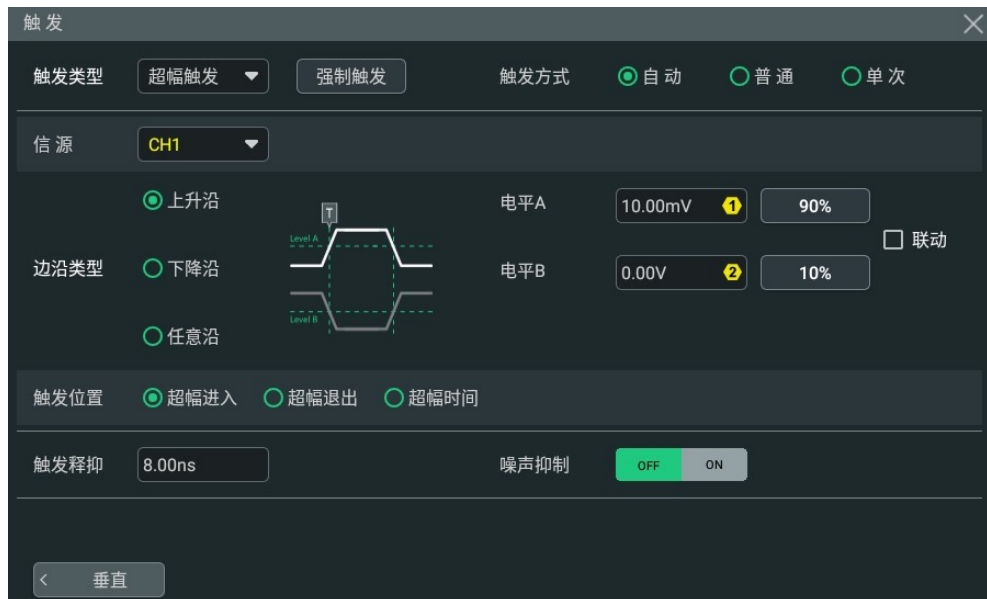 触发
触发类型 超幅触发 强制触发 触发方式 自动 普通 单次
信源 CH1
上升沿
T
电平A 10.00mV 1 90%
Level A
联动
边沿类型 下降沿
电平B 0.00V 2 10%
Level B
任意沿
触发位置 超幅进入 超幅退出 超幅时间
触发释抑 8.00ns 噪声抑制 OFF ON
< 垂直